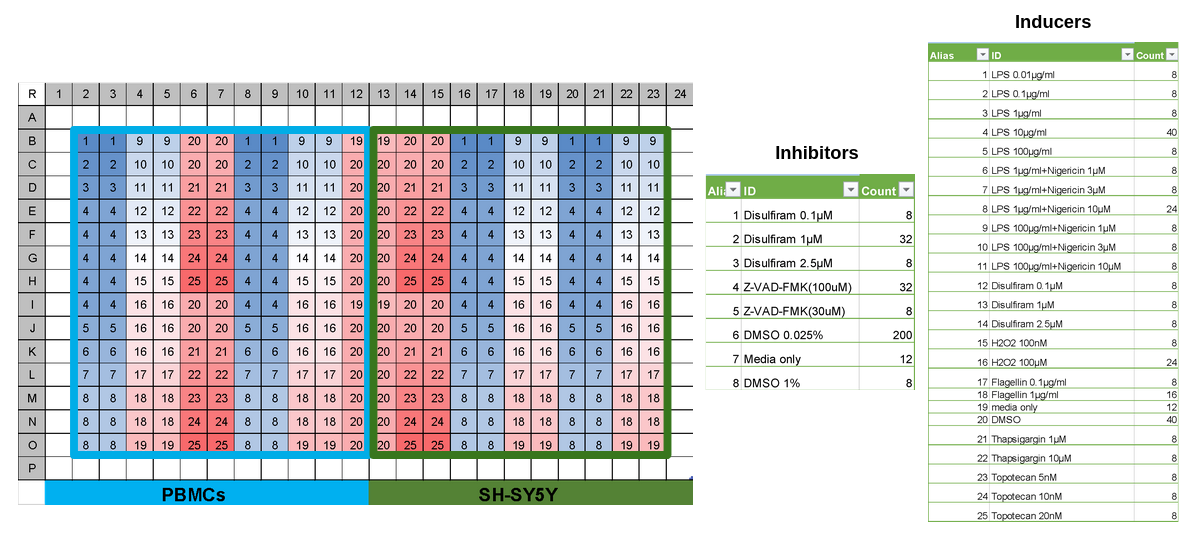 R 1 2 3 4 5 6 7 8 9 10 11 12 13 14 15 16 17 18 19 20 21 22 23 24
A
B 1 1 9 9 20 20 1 1 9 9 19 19 20 20 1 1 9 9 1 1 9 9
C 2 2 10 10 20 20 2 2 10 10 20 20 20 20 2 2 10 10 2 2 10 10
D 3 3 11 11 21 21 3 3 11 11 20 20 21 21 3 3 11 11 3 3 11 11
E 4 4 12 12 22 22 4 4 12 12 20 20 22 22 4 4 12 12 4 4 12 12
F 4 4 13 13 23 23 4 4 13 13 20 20 23 23 4 4 13 13 4 4 13 13
G 4 4 14 14 24 24 4 4 14 14 20 20 24 24 4 4 14 14 4 4 14 14
H 4 4 15 15 25 25 4 4 15 15 20 20 25 25 4 4 15 15 4 4 15 15
I 4 4 16 16 20 20 4 4 16 16 19 19 20 20 4 4 16 16 4 4 16 16
J 5 5 16 16 20 20 5 5 16 16 20 20 20 20 5 5 16 16 5 5 16 16
K 6 6 16 16 21 21 6 6 16 16 20 20 21 21 6 6 16 16 6 6 16 16
L 7 7 17 17 22 22 7 7 17 17 20 20 22 22 7 7 17 17 7 7 17 17
M 8 8 18 18 23 23 8 8 18 18 20 20 23 23 8 8 18 18 8 8 18 18
N 8 8 18 18 24 24 8 8 18 18 20 20 24 24 8 8 18 18 8 8 18 18
O 8 8 19 19 25 25 8 8 19 19 20 20 25 25 8 8 19 19 8 8 19 19
P
PBMCs SH-SY5Y
Inhibitors
Alia ID Count
1 Disulfiram 0.1µM 8
2 Disulfiram 1µM 32
3 Disulfiram 2.5µM 8
4 Z-VAD-FMK(100uM) 32
5 Z-VAD-FMK(30uM) 8
6 DMSO 0.025% 200
7 Media only 12
8 DMSO 1% 8
Inducers
Alias ID Count
1 LPS 0.01µg/ml 8
2 LPS 0.1µg/ml 8
3 LPS 1µg/ml 8
4 LPS 10µg/ml 40
5 LPS 100µg/ml 8
6 LPS 1µg/ml+Nigericin 1µM 8
7 LPS 1µg/ml+Nigericin 3µM 8
8 LPS 1µg/ml+Nigericin 10µM 24
9 LPS 100µg/ml+Nigericin 1µM 8
10 LPS 100µg/ml+Nigericin 3µM 8
11 LPS 100µg/ml+Nigericin 10µM 8
12 Disulfiram 0.1µM 8
13 Disulfiram 1µM 8
14 Disulfiram 2.5µM 8
15 H2O2 100nM 8
16 H2O2 100µM 24
17 Flagellin 0.1µg/ml 8
18 Flagellin 1µg/ml 16
19 media only 12
20 DMSO 40
21 Thapsigargin 1µM 8
22 Thapsigargin 10µM 8
23 Topotecan 5nM 8
24 Topotecan 10nM 8
25 Topotecan 20nM 8